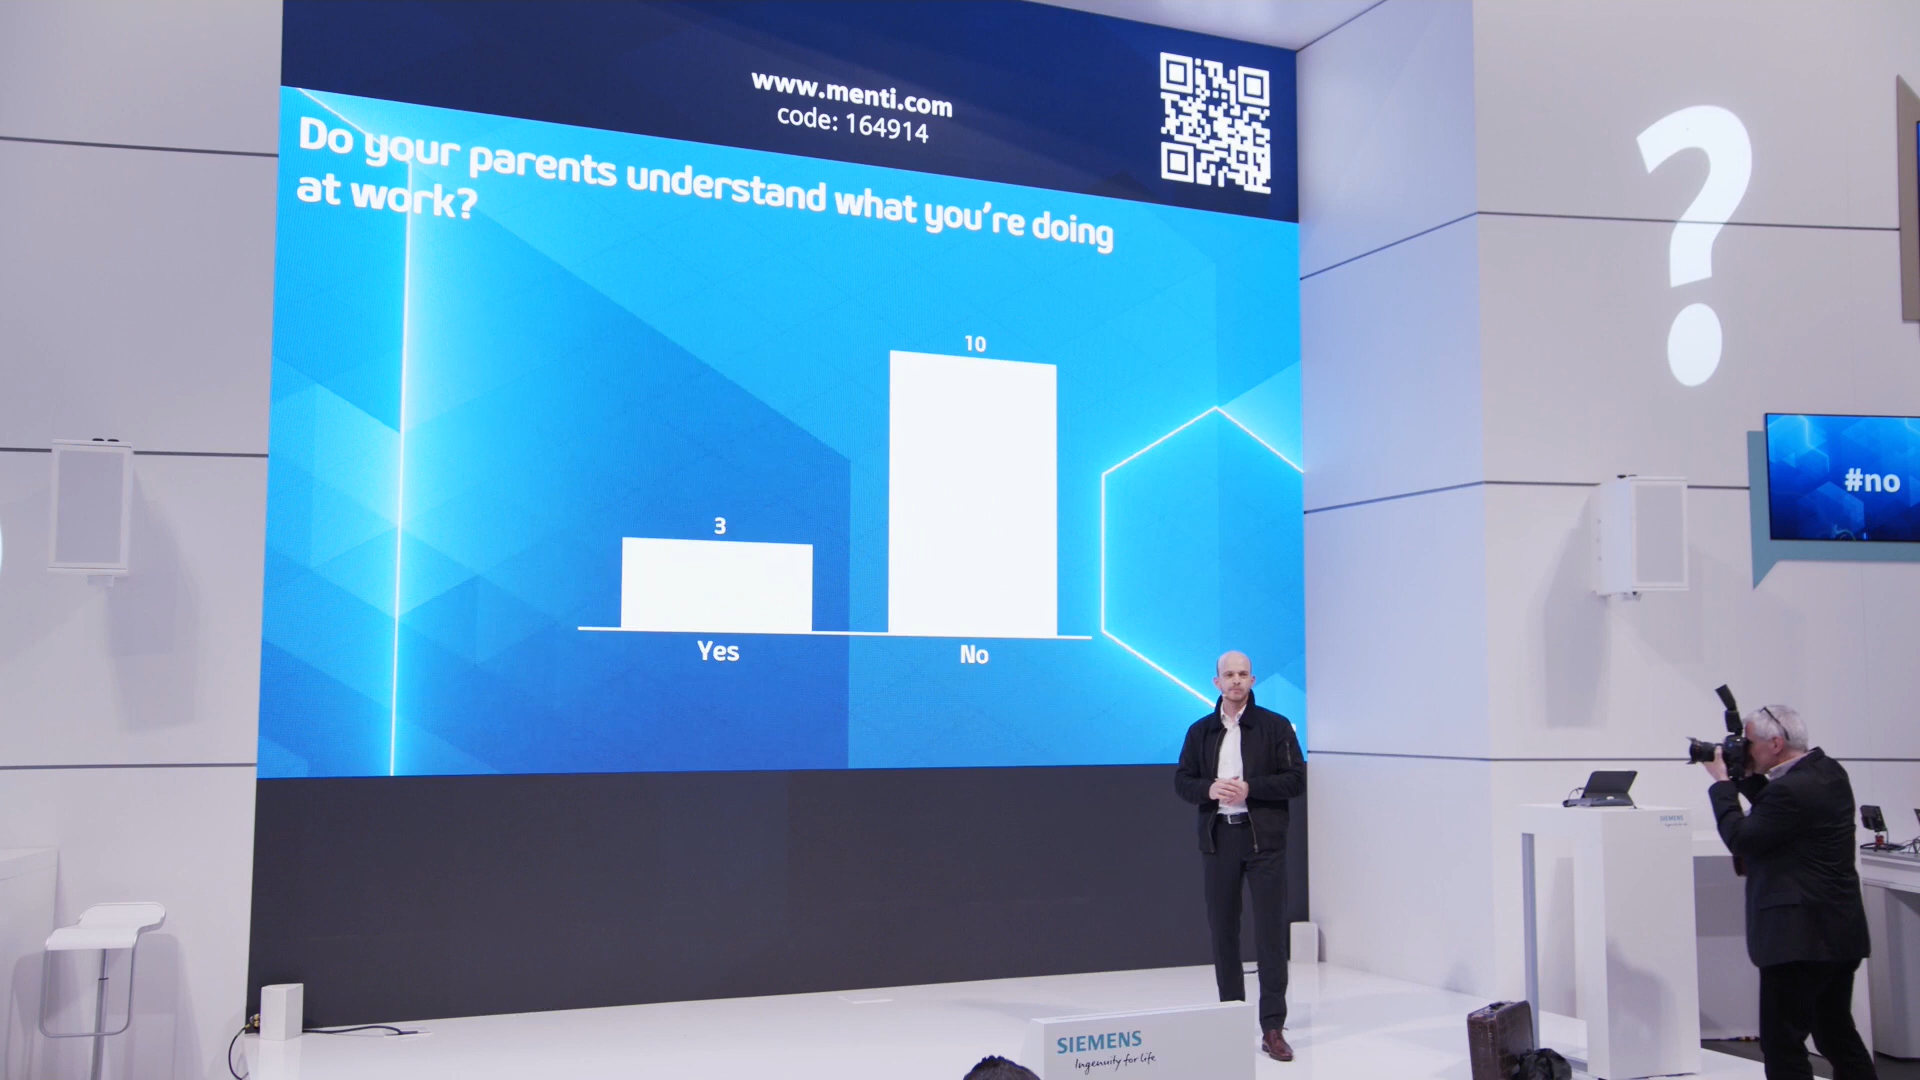 www.menti.com
code: 164914
Do your parents understand what you're doing
at work?
?
10
3
Yes
No
#no
SIEMENS
SIEMENS
Ingenuity for life